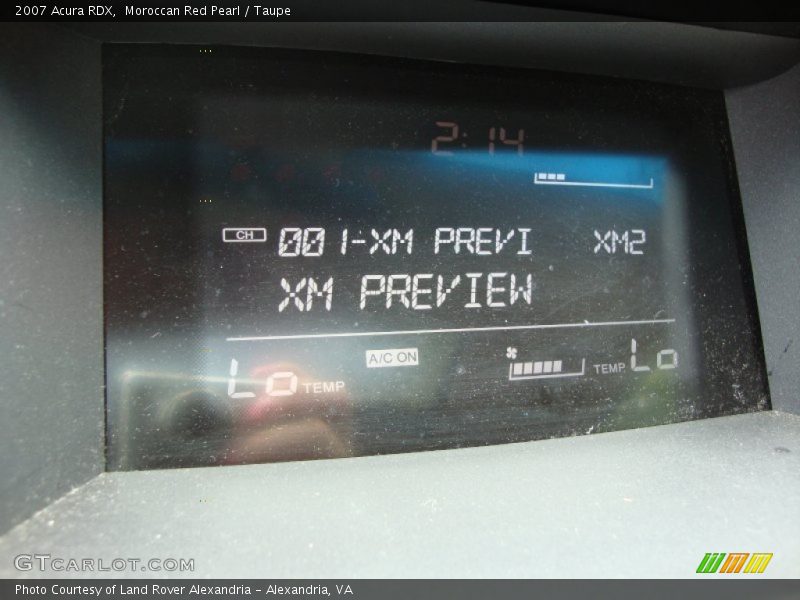 2007 Acura RDX,  Moroccan Red Pearl / Taupe
2:14
CH 001-XM PREVI XM2
XM PREVIEW
A/C ON
Lo TEMP TEMP Lo
GTCARLOT.COM
Photo Courtesy of Land Rover Alexandria - Alexandria, VA